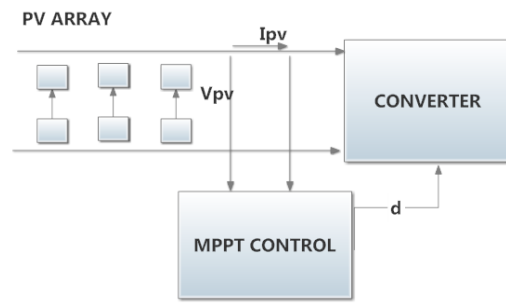 PV ARRAY
Ipv
Vpv
CONVERTER
d
MPPT CONTROL